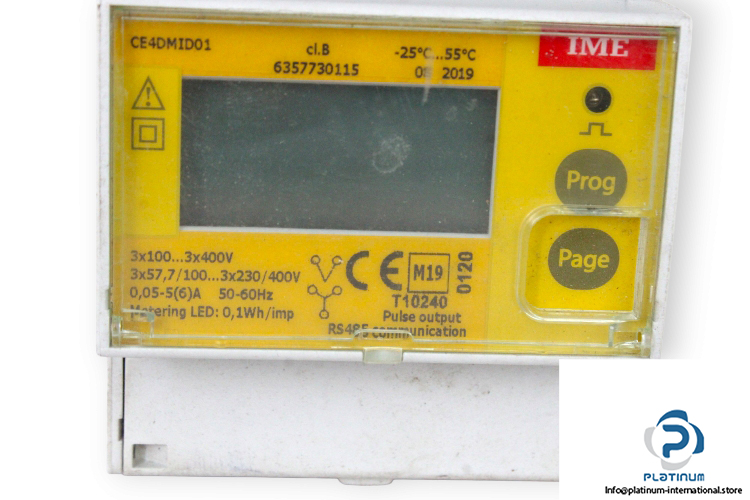 CE4DMID01
cl.B
-25°C...55°C
6357730115
08 2019
IME
Prog
Page
3x100...3x400V
3x57,7/100...3x230/400V
0,05-5(6)A 50-60Hz
Metering LED: 0,1Wh/imp
CE
M19
0120
T10240
Pulse output
RS485 communication
PLATINUM
Info@platinum-international.store